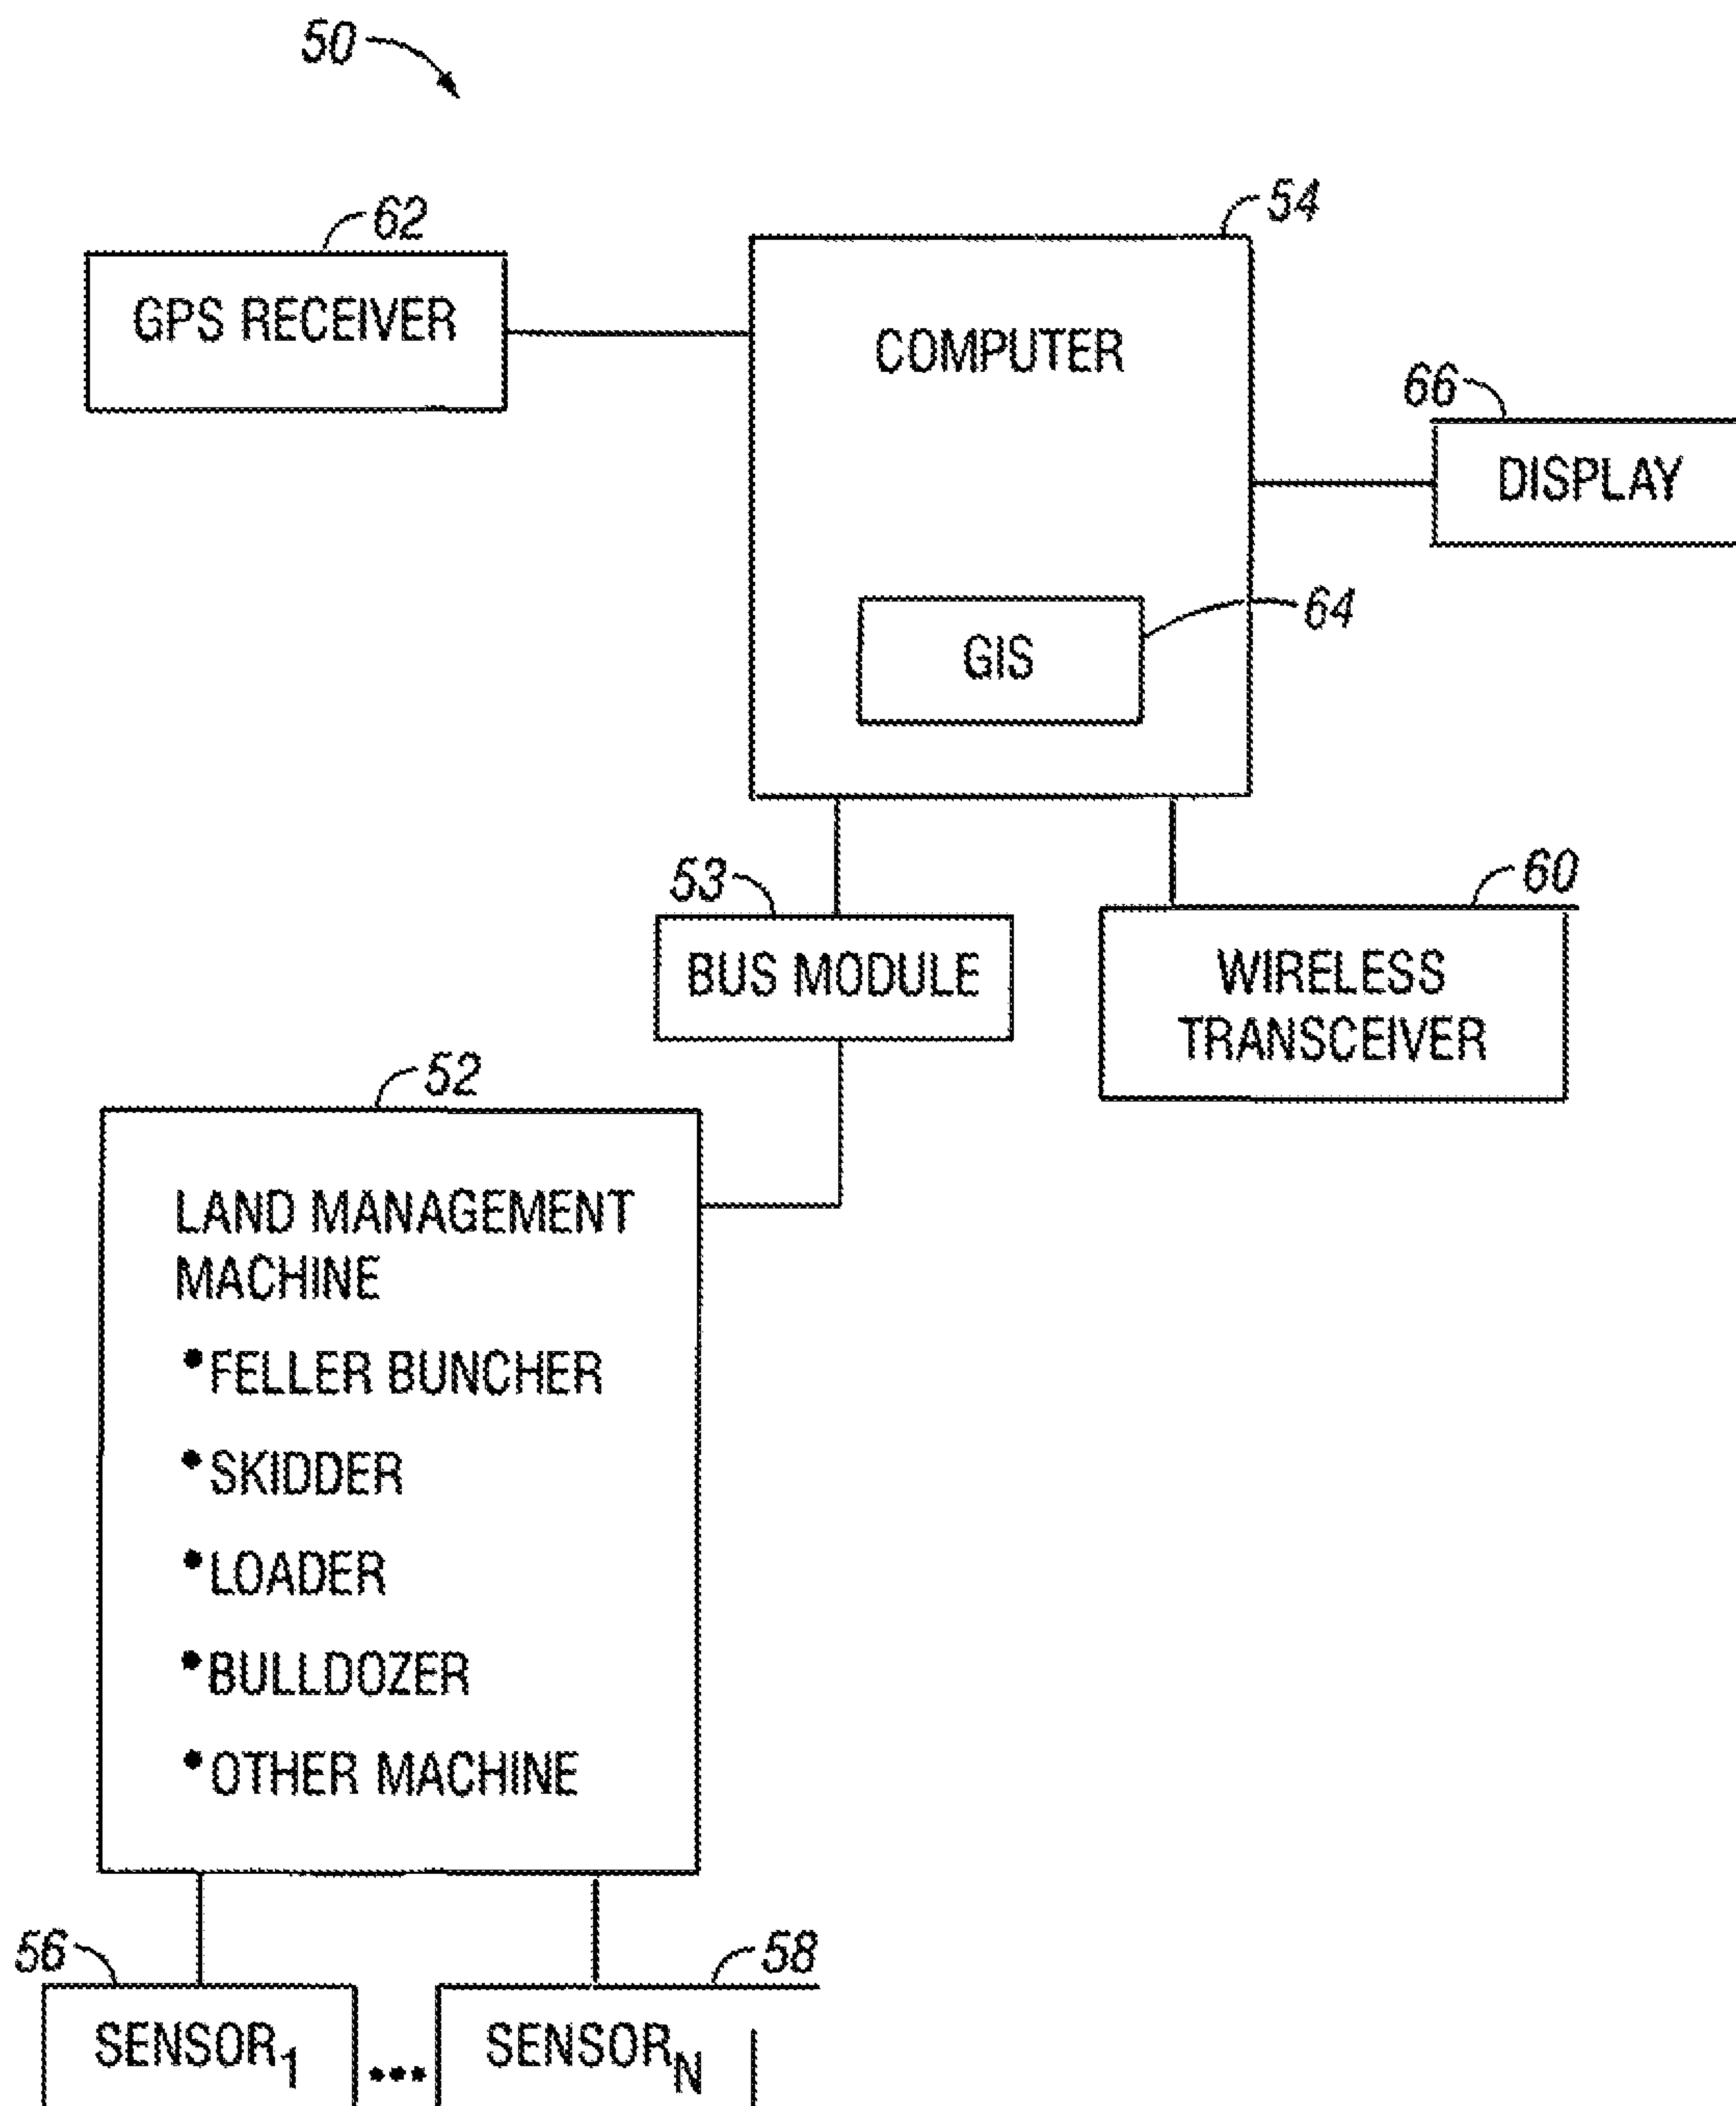 50
62
GPS RECEIVER
54
COMPUTER
66
DISPLAY
64
GIS
53
BUS MODULE
60
WIRELESS
TRANSCEIVER
52
LAND MANAGEMENT
MACHINE
•FELLER BUNCHER
•SKIDDER
•LOADER
•BULLDOZER
•OTHER MACHINE
56
SENSOR1
•••
58
SENSORN